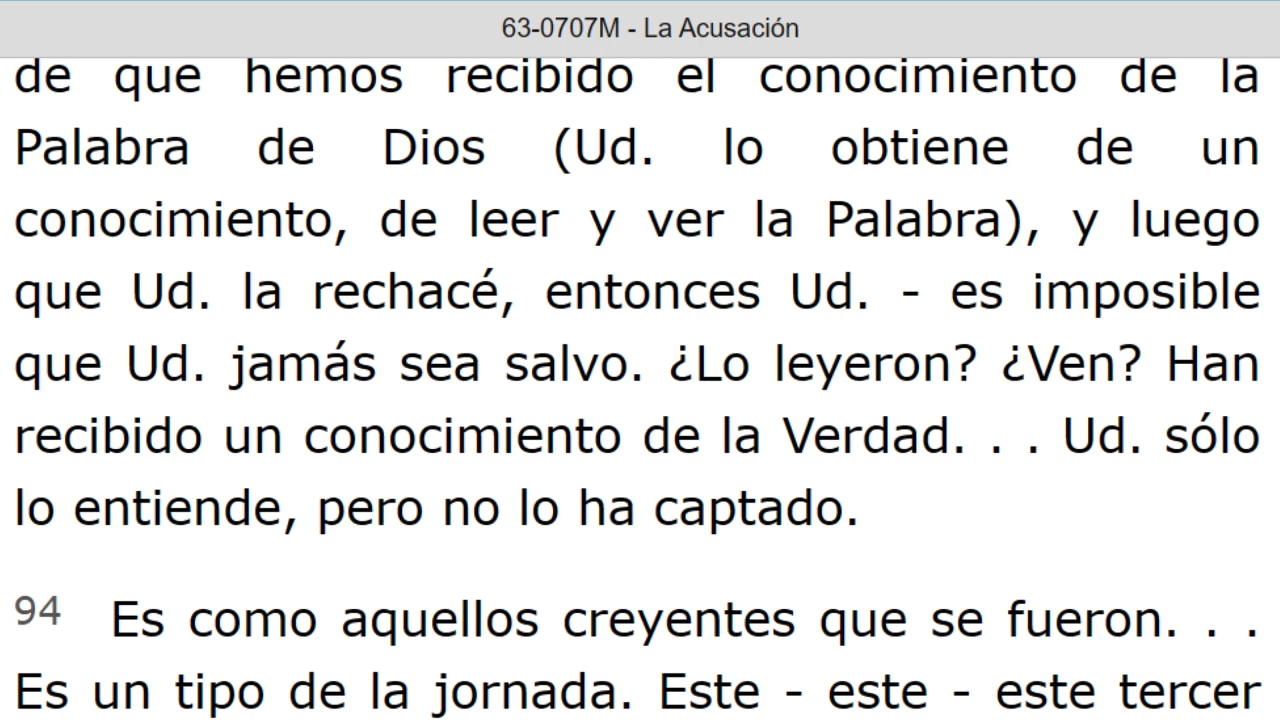 63-0707M - La Acusación
de que hemos recibido el conocimiento de la
Palabra de Dios (Ud. lo obtiene de un
conocimiento, de leer y ver la Palabra), y luego
que Ud. la rechacé, entonces Ud. - es imposible
que Ud. jamás sea salvo. ¿Lo leyeron? ¿Ven? Han
recibido un conocimiento de la Verdad. . . Ud. sólo
lo entiende, pero no lo ha captado.
94 Es como aquellos creyentes que se fueron. . .
Es un tipo de la jornada. Este - este - este tercer